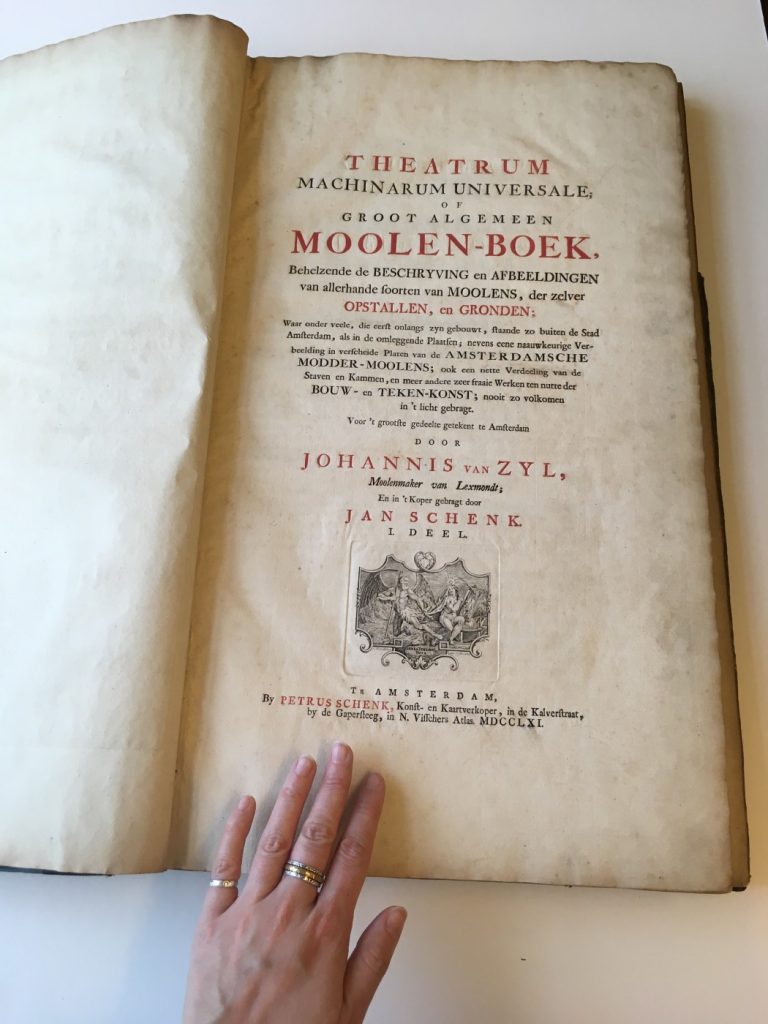 THEATRUM
MACHINARUM UNIVERSALE;
OF
GROOT ALGEMEEN
MOOLEN-BOEK,
Behelzende de BESCHRYVING en AFBEELDINGEN
van allerhande ſoorten van MOOLENS, der zelver
OPSTALLEN, en GRONDEN;
Waar onder veele, die eerſt onlangs zyn gebouwt, ſtaande zo buiten de Stad
Amſterdam, als in de omleggende Plaatſen; nevens eene naauwkeurige Ver-
beelding in verſcheide Platen van de AMSTERDAMSCHE
MODDER-MOOLENS; ook een nette Verdeeling van de
Staven en Kammen, en meer andere zeer fraaie Werken ten nutte der
BOUW- en TEKEN-KONST; nooit zo volkomen
in 't licht gebragt.
Voor 't grootſte gedeelte getekent te Amſterdam
DOOR
JOHANNIS VAN ZYL,
Moolenmaker van Lexmondt;
En in 't Koper gebragt door
JAN SCHENK.
I. DEEL.
Te AMSTERDAM,
By PETRUS SCHENK, Konſt- en Kaartverkoper, in de Kalverſtraat,
by de Gaperſteeg, in N. Viſſchers Atlas. MDCCLXI.